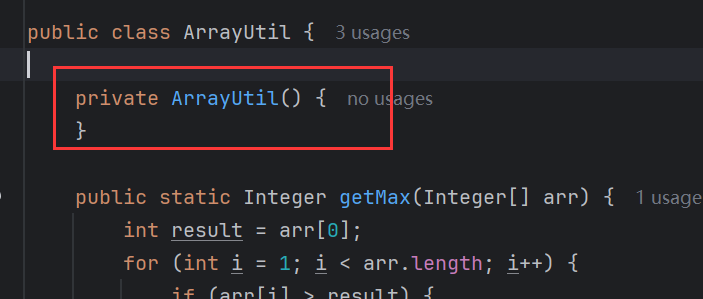 public class ArrayUtil { 3 usages
private ArrayUtil() { no usages
}
public static Integer getMax(Integer[] arr) { 1 usage
int result = arr[0];
for (int i = 1; i < arr.length; i++) {
if (arr[i] > result) {